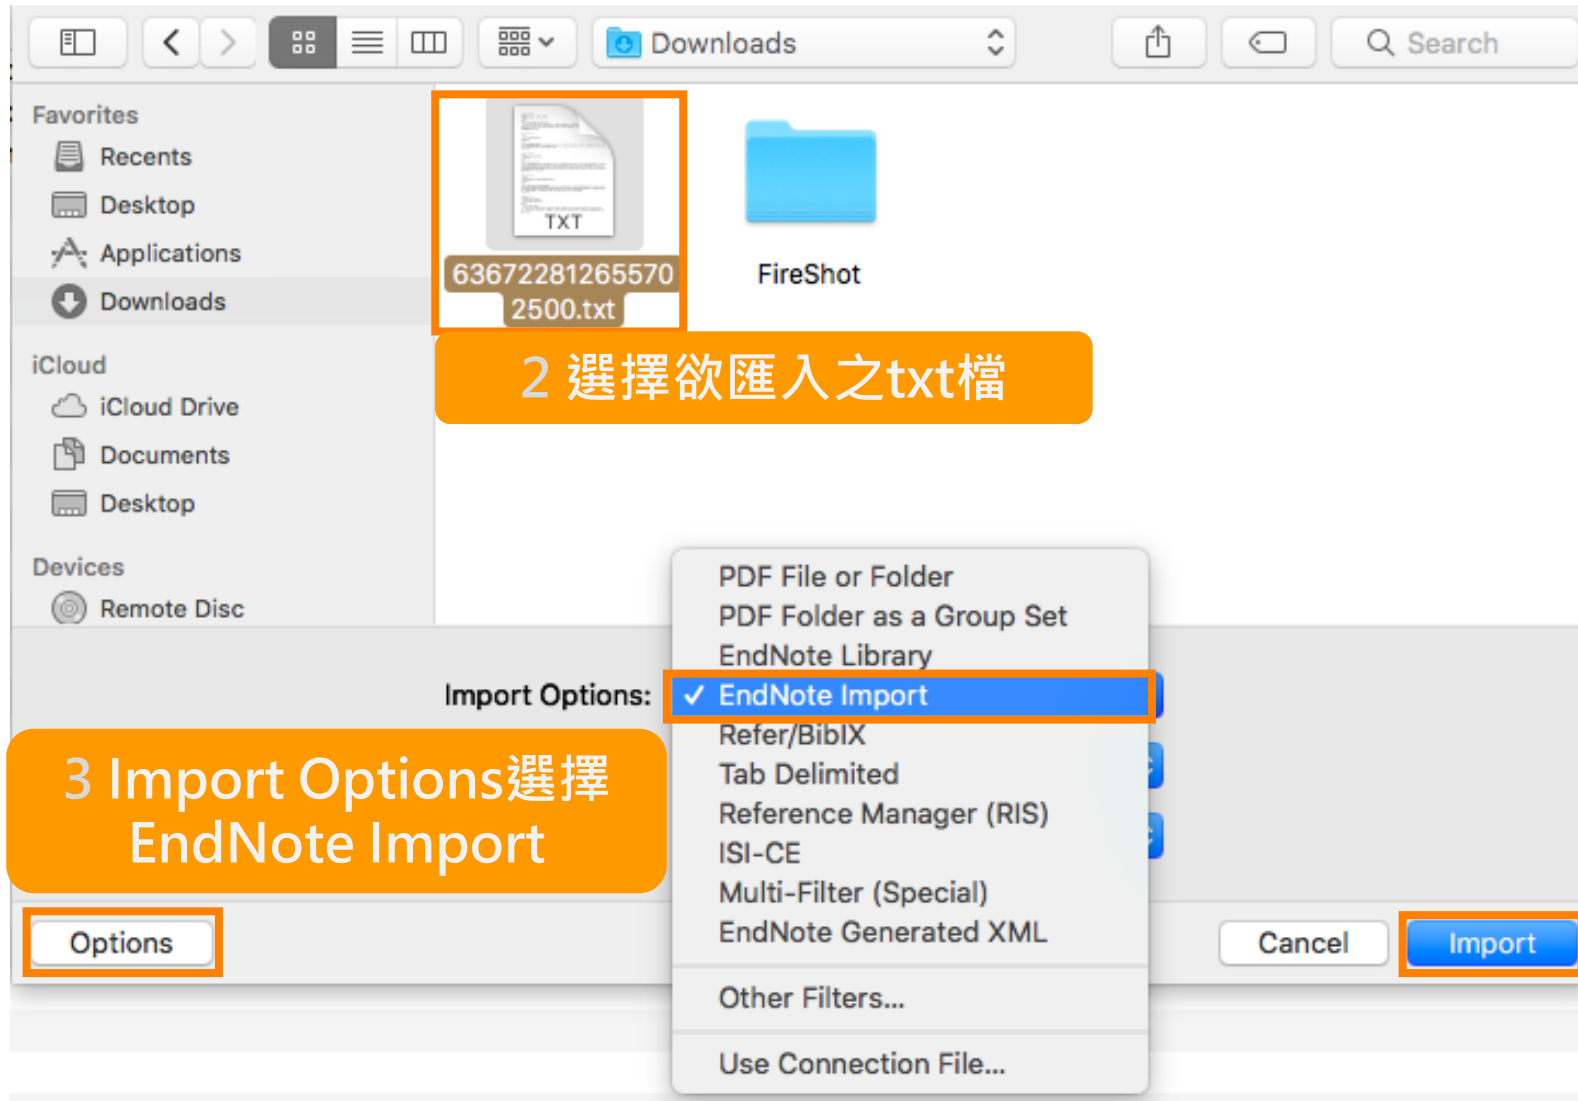 Downloads
Search
Favorites
Recents
Desktop
Applications
Downloads
iCloud
iCloud Drive
Documents
Desktop
Devices
Remote Disc
TXT
63672281265570
2500.txt
FireShot
2 選擇欲匯入之txt檔
PDF File or Folder
PDF Folder as a Group Set
EndNote Library
Import Options:
✓ EndNote Import
Refer/BibIX
Tab Delimited
Reference Manager (RIS)
ISI-CE
Multi-Filter (Special)
EndNote Generated XML
Other Filters...
Use Connection File...
3 Import Options選擇
EndNote Import
Options
Cancel
Import